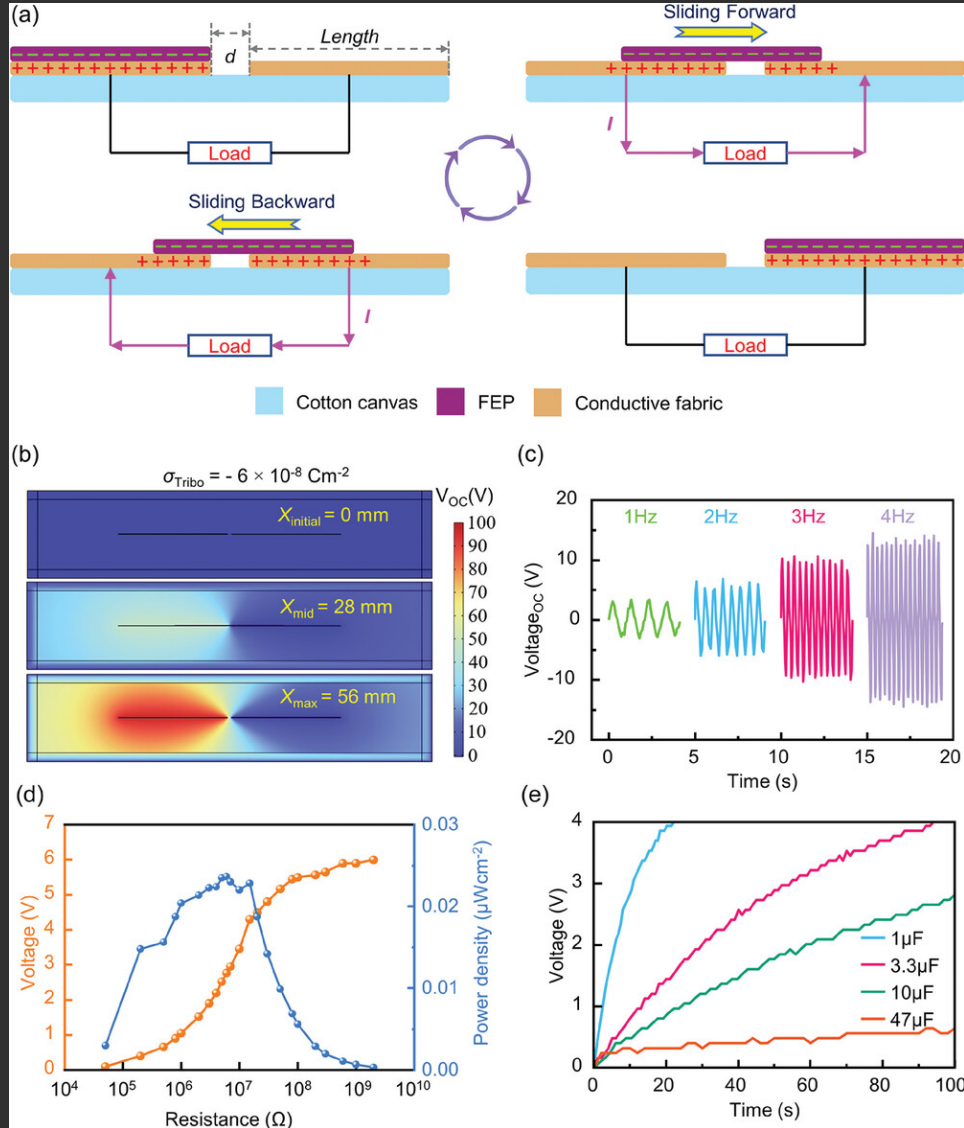 (a)
d
Length
+ + + + + + + + + + + + + +
Load
Sliding Forward
+ + + + + + + +
+ + + + +
I
Load
Sliding Backward
+ + + + +
+ + + + + + + +
I
Load
+ + + + + + + + + + + + + +
Load
Cotton canvas
FEP
Conductive fabric
(b)
σTribo = - 6 × 10⁻⁸ Cm⁻²
VOC(V)
Xinitial = 0 mm
Xmid = 28 mm
Xmax = 56 mm
100
90
80
70
60
50
40
30
20
10
0
(c)
VoltageOC (V)
20
10
0
-10
-20
1Hz
2Hz
3Hz
4Hz
0
5
10
15
20
Time (s)
(d)
Voltage (V)
7
6
5
4
3
2
1
0
0.03
0.02
0.01
0.00
Power density (μWcm⁻²)
10⁴
10⁵
10⁶
10⁷
10⁸
10⁹
10¹⁰
Resistance (Ω)
(e)
Voltage (V)
4
3
2
1
0
1μF
3.3μF
10μF
47μF
0
20
40
60
80
100
Time (s)